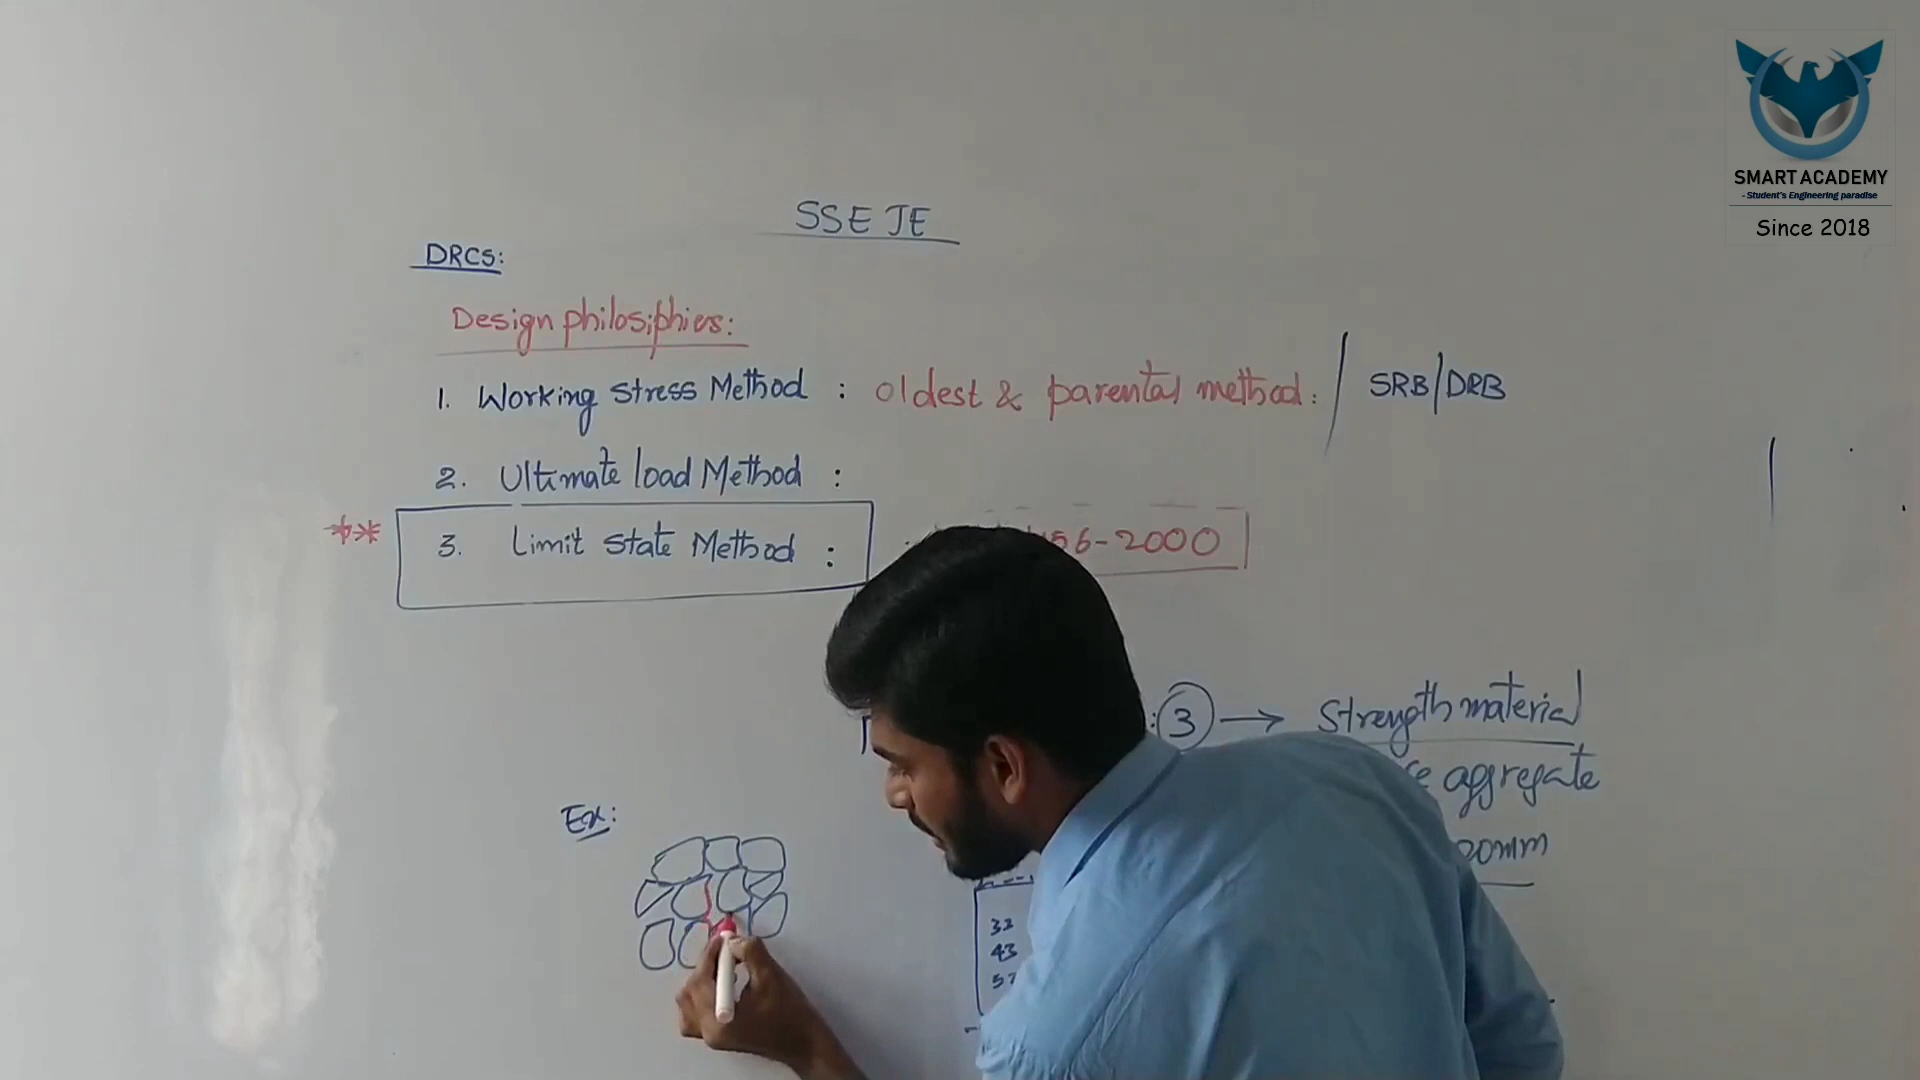 SMART ACADEMY
- Student's Engineering paradise
Since 2018
SSE JE
DRCS:
Design philosiphies:
1. Working Stress Method : oldest & parental method. / SRB/DRB
2. Ultimate load Method :
** 3. Limit State Method : 56-2000
: 3 → Strength material
aggregate
20mm
Ex:
32
43